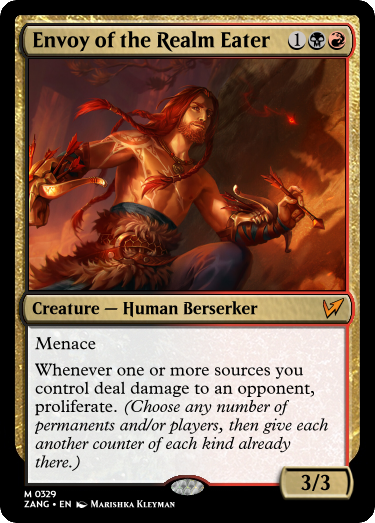 Envoy of the Realm Eater 1
Creature — Human Berserker
Menace
Whenever one or more sources you
control deal damage to an opponent,
proliferate. (Choose any number of
permanents and/or players, then give each
another counter of each kind already
there.)
3/3
M 0329
ZANG • EN Marishka Kleyman